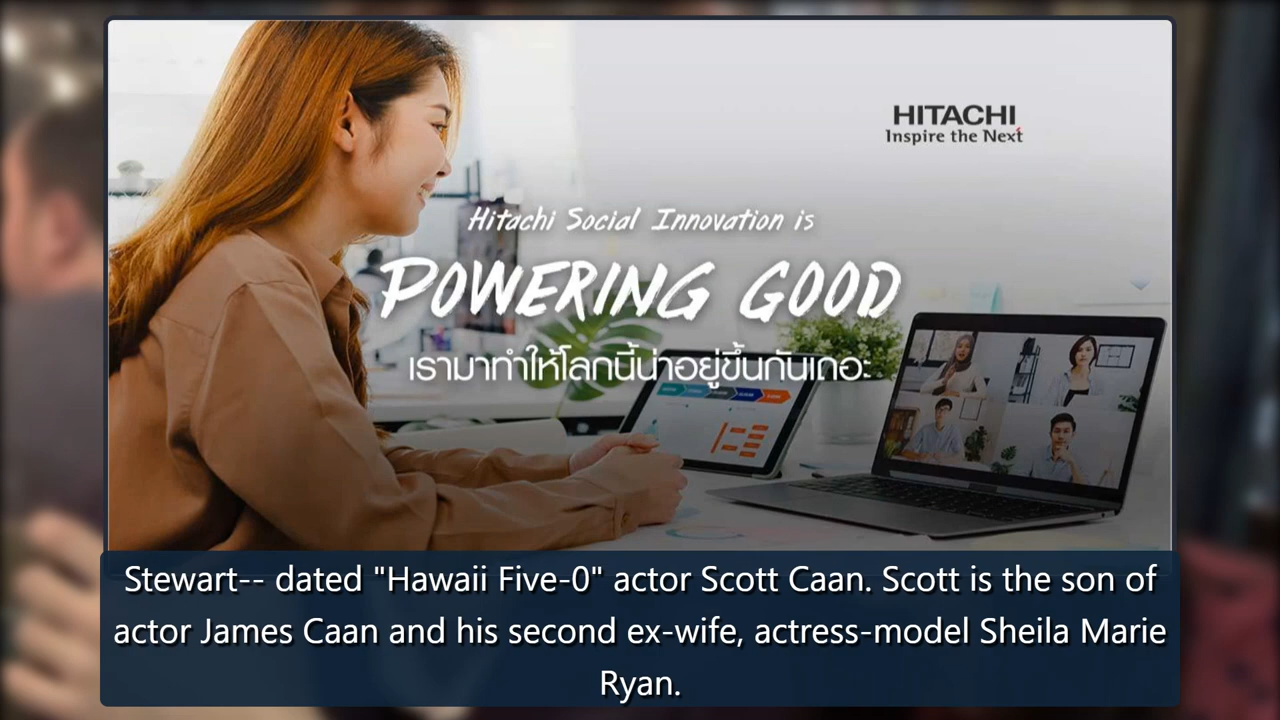 HITACHI
Inspire the Next
Hitachi Social Innovation is
POWERING GOOD
เรามาทำให้โลกนี้น่าอยู่ขึ้นกันเถอะ
Stewart-- dated "Hawaii Five-0" actor Scott Caan. Scott is the son of
actor James Caan and his second ex-wife, actress-model Sheila Marie
Ryan.